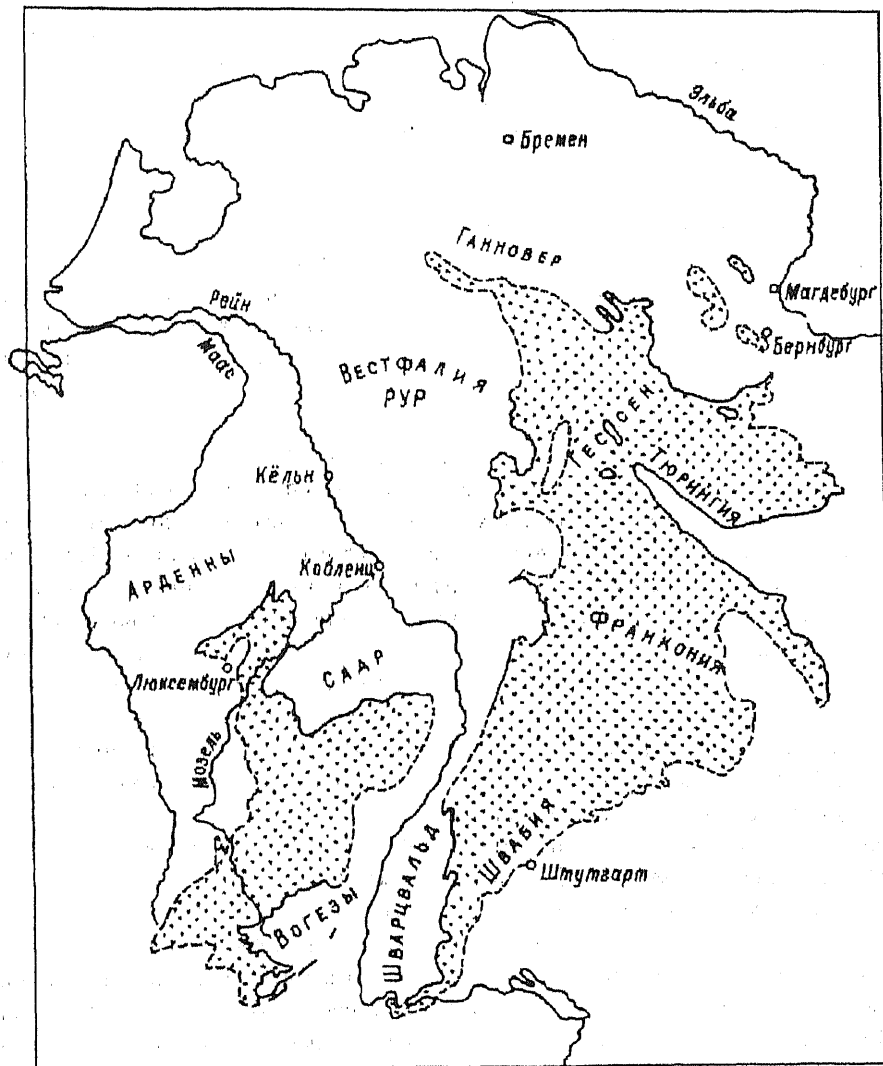 Эльба
Бремен
Ганновер
Магдебург
Рейн
Бернбург
Маас
Вестфалия
Рур
Гессен
Тюрингия
Кёльн
Кобленц
Арденны
Франкония
Люксембург
Саар
Мозель
Швабия
Штутгарт
Шварцвальд
Вогезы